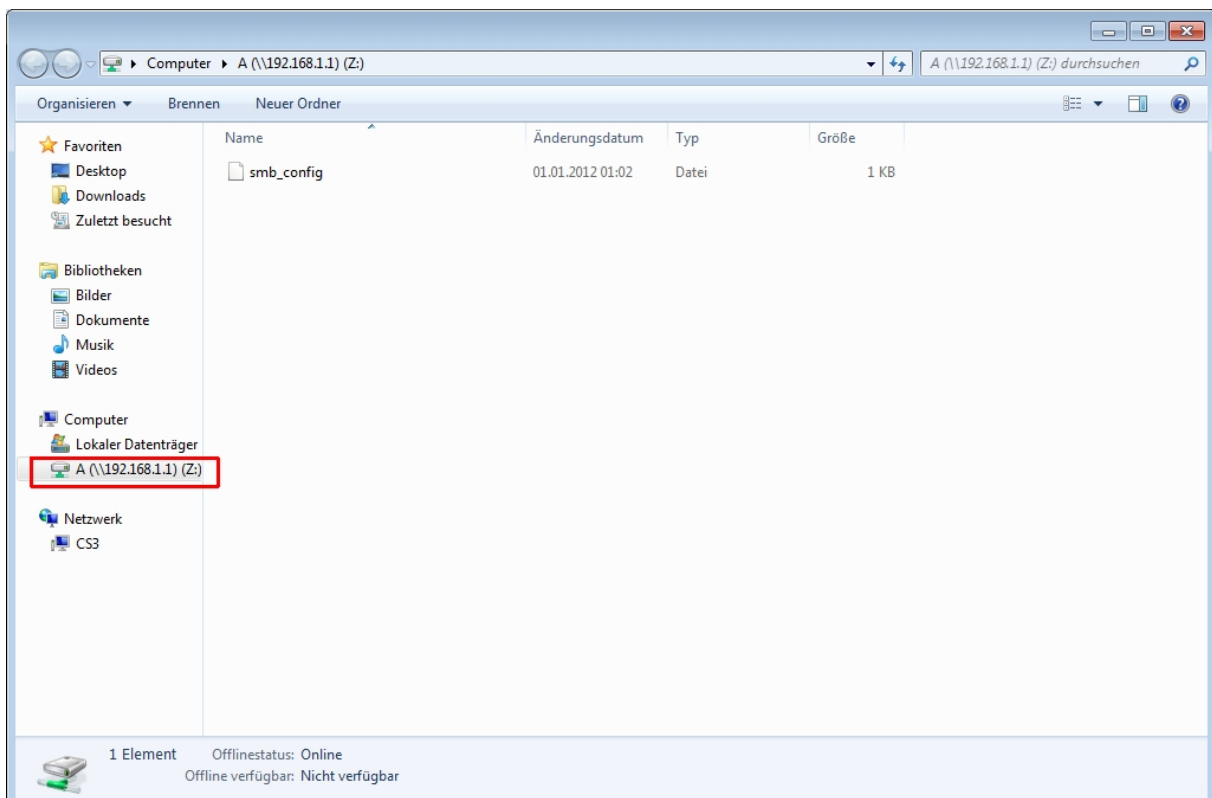 Computer A (\\192.168.1.1) (Z:)
A (\\192.168.1.1) (Z:) durchsuchen
Organisieren Brennen Neuer Ordner
Favoriten
Desktop
Downloads
Zuletzt besucht
Bibliotheken
Bilder
Dokumente
Musik
Videos
Computer
Lokaler Datenträger
A (\\192.168.1.1) (Z:)
Netzwerk
CS3
Name Änderungsdatum Typ Größe
smb_config 01.01.2012 01:02 Datei 1 KB
1 Element Offlinestatus: Online
Offline verfügbar: Nicht verfügbar